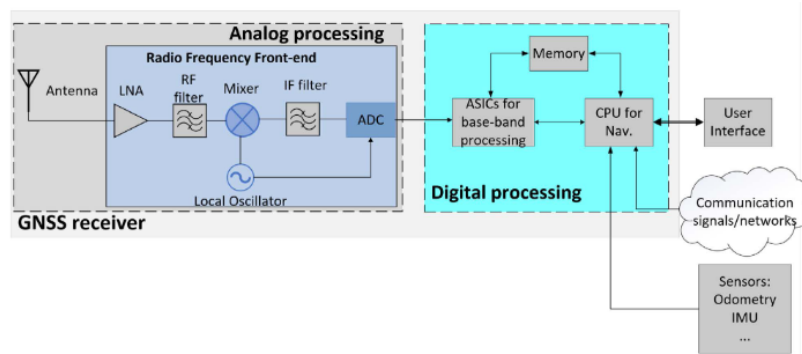 Analog processing
Radio Frequency Front-end
Antenna
LNA
RF
filter
Mixer
IF filter
ADC
Local Oscillator
GNSS receiver
Memory
ASICs for
base-band
processing
CPU for
Nav.
Digital processing
User
Interface
Communication
signals/networks
Sensors:
Odometry
IMU
...